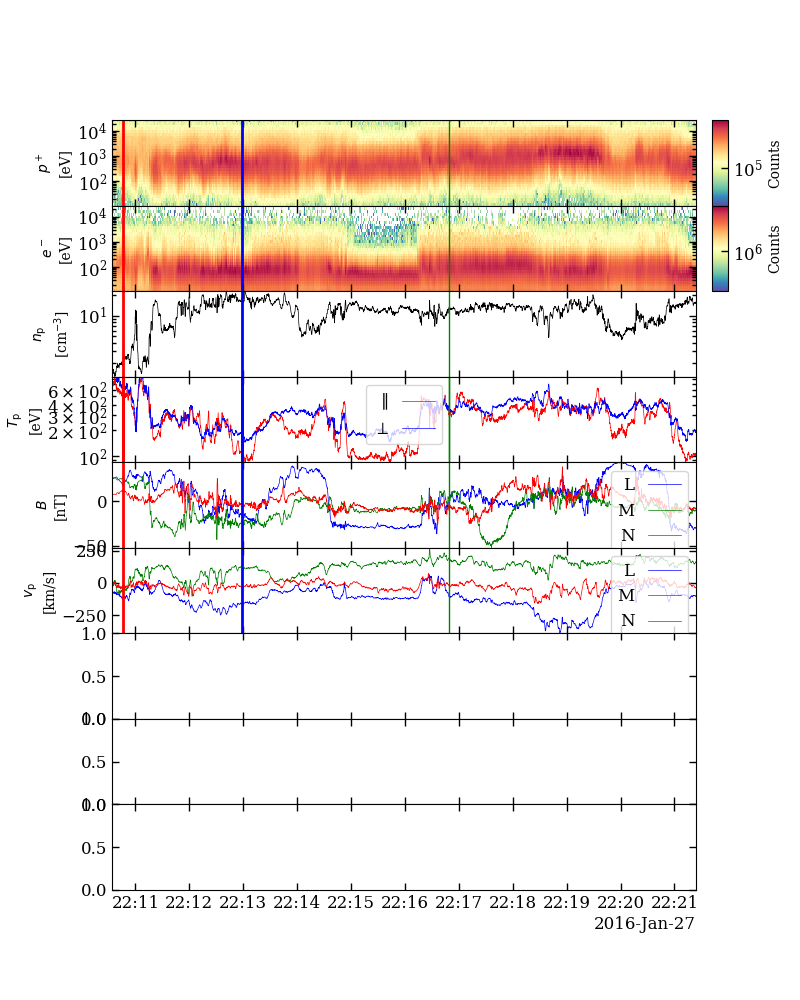 10⁴
10³
10²
p⁺
[eV]
10⁵
Counts
10⁴
10³
10²
e⁻
[eV]
10⁶
Counts
10¹
nₚ
[cm⁻³]
6 × 10²
4 × 10²
3 × 10²
2 × 10²
10²
Tₚ
[eV]
∥
⊥
0
−50
B
[nT]
L
M
N
250
0
−250
vₚ
[km/s]
L
M
N
1.0
0.5
0.0
1.0
0.5
0.0
1.0
0.5
0.0
22:11 22:12 22:13 22:14 22:15 22:16 22:17 22:18 22:19 22:20 22:21
2016-Jan-27